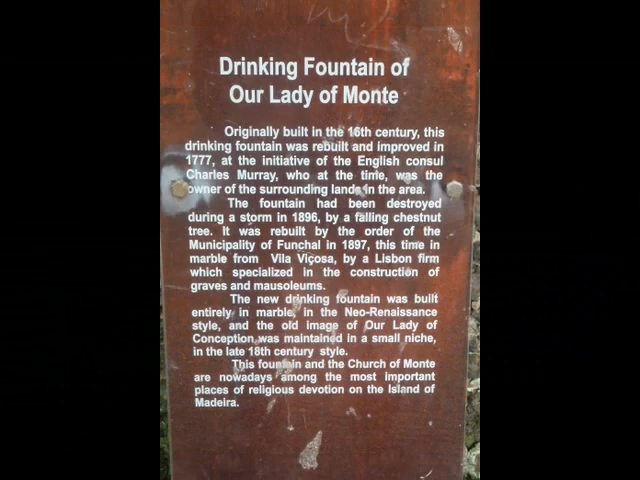 Drinking Fountain of
Our Lady of Monte
Originally built in the 16th century, this
drinking fountain was rebuilt and improved in
1777, at the initiative of the English consul
Charles Murray, who at the time, was the
owner of the surrounding lands in the area.
The fountain had been destroyed
during a storm in 1896, by a falling chestnut
tree. It was rebuilt by the order of the
Municipality of Funchal in 1897, this time in
marble from Vila Viçosa, by a Lisbon firm
which specialized in the construction of
graves and mausoleums.
The new drinking fountain was built
entirely in marble, in the Neo-Renaissance
style, and the old image of Our Lady of
Conception was maintained in a small niche,
in the late 18th century style.
This fountain and the Church of Monte
are nowadays among the most important
places of religious devotion on the Island of
Madeira.